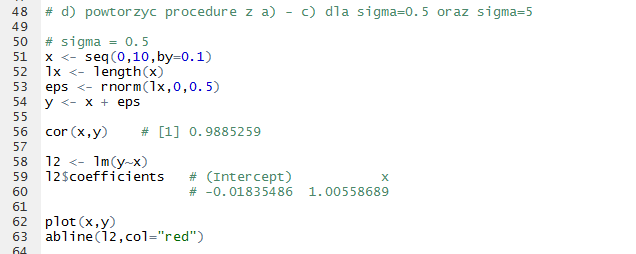 48 # d) powtorzyc procedure z a) - c) dla sigma=0.5 oraz sigma=5
49
50 # sigma = 0.5
51 x <- seq(0,10,by=0.1)
52 lx <- length(x)
53 eps <- rnorm(lx,0,0.5)
54 y <- x + eps
55
56 cor(x,y)    # [1] 0.9885259
57
58 l2 <- lm(y~x)
59 l2$coefficients   # (Intercept)           x
60                   # -0.01835486  1.00558689
61
62 plot(x,y)
63 abline(l2,col="red")
64